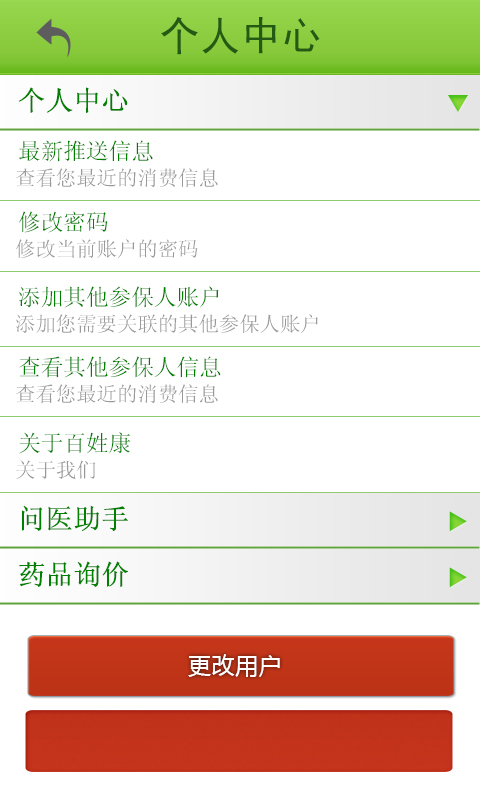 个人中心
个人中心
最新推送信息
查看您最近的消费信息
修改密码
修改当前账户的密码
添加其他参保人账户
添加您需要关联的其他参保人账户
查看其他参保人信息
查看您最近的消费信息
关于百姓康
关于我们
问医助手
药品询价
更改用户